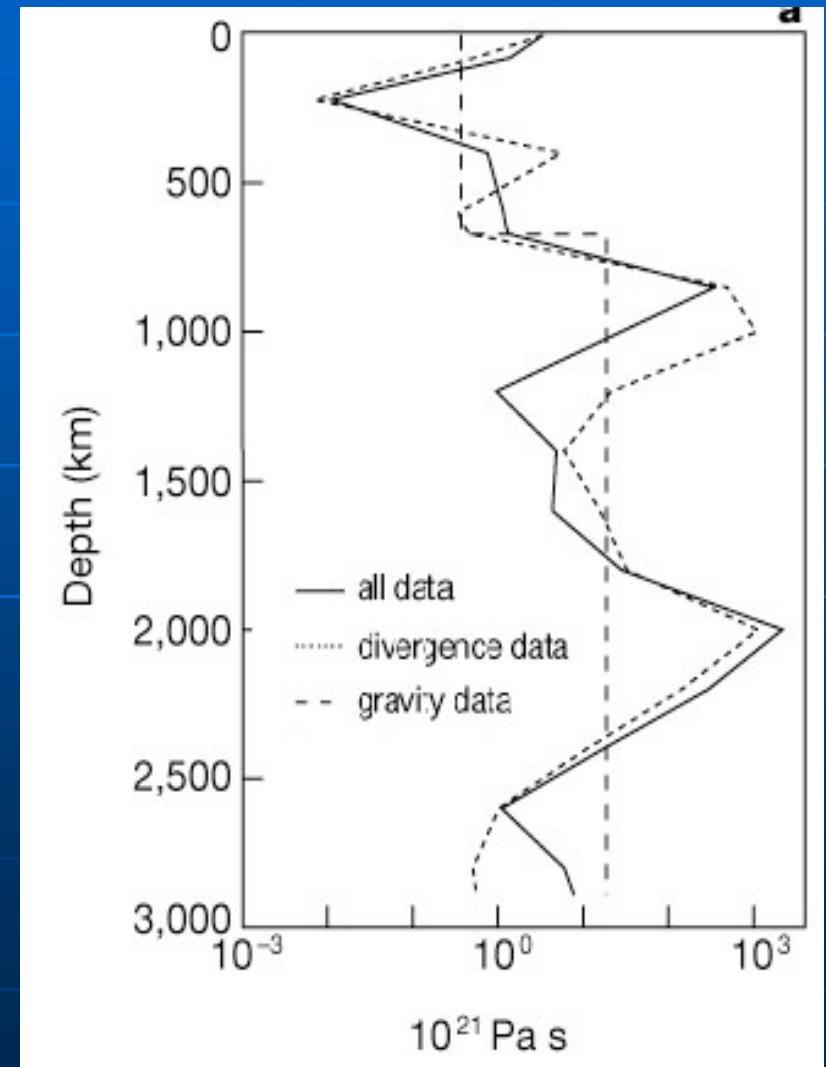 a
0
500
1,000
1,500
2,000
2,500
3,000
Depth (km)
all data
divergence data
gravity data
10⁻³
10⁰
10³
10²¹ Pa s